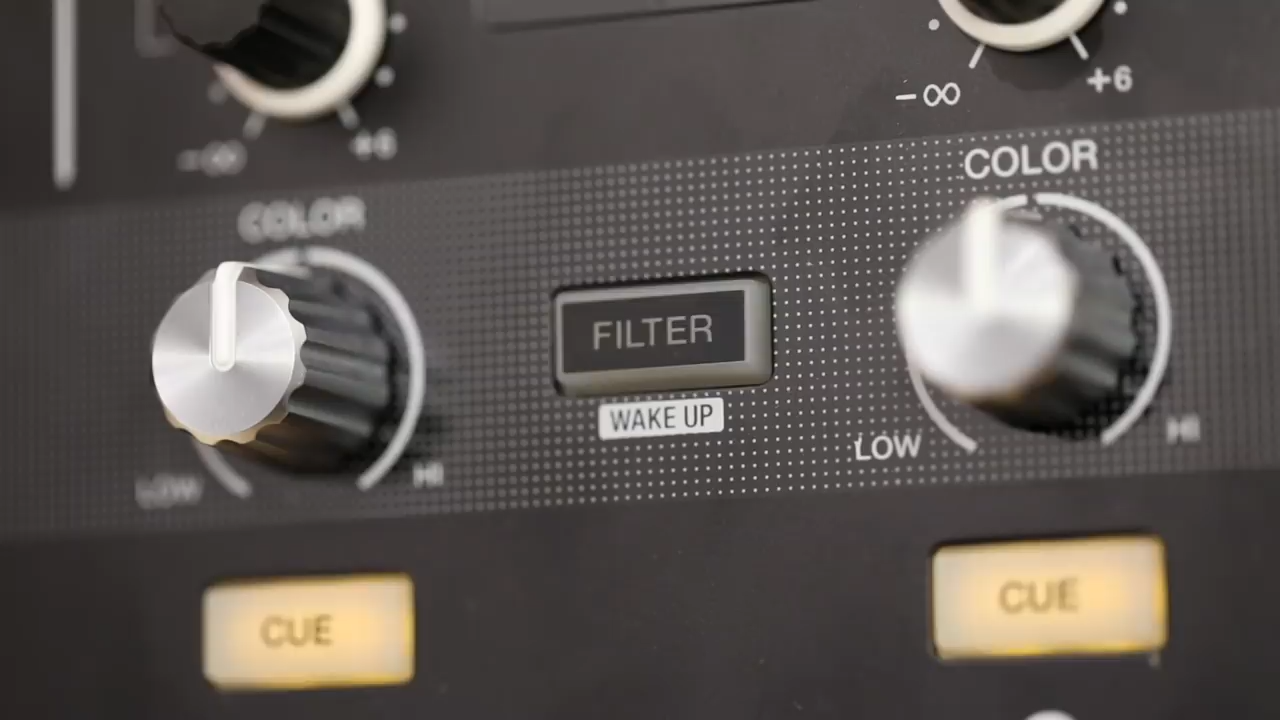 -∞ +6
-∞ +6
COLOR
COLOR
FILTER
WAKE UP
LOW HI
LOW HI
CUE
CUE